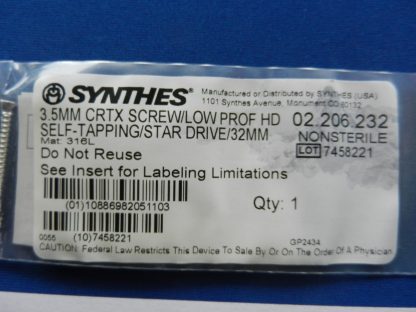 SYNTHES®
Manufactured or Distributed by SYNTHES (USA)
1101 Synthes Avenue, Monument CO 80132
3.5MM CRTX SCREW/LOW PROF HD 02.206.232
SELF-TAPPING/STAR DRIVE/32MM NONSTERILE
Mat: 316L LOT 7458221
Do Not Reuse
See Insert for Labeling Limitations
(01)10886982051103 Qty: 1
0086 (10)7458221 GP2434
CAUTION: Federal Law Restricts This Device To Sale By Or On The Order Of A Physician